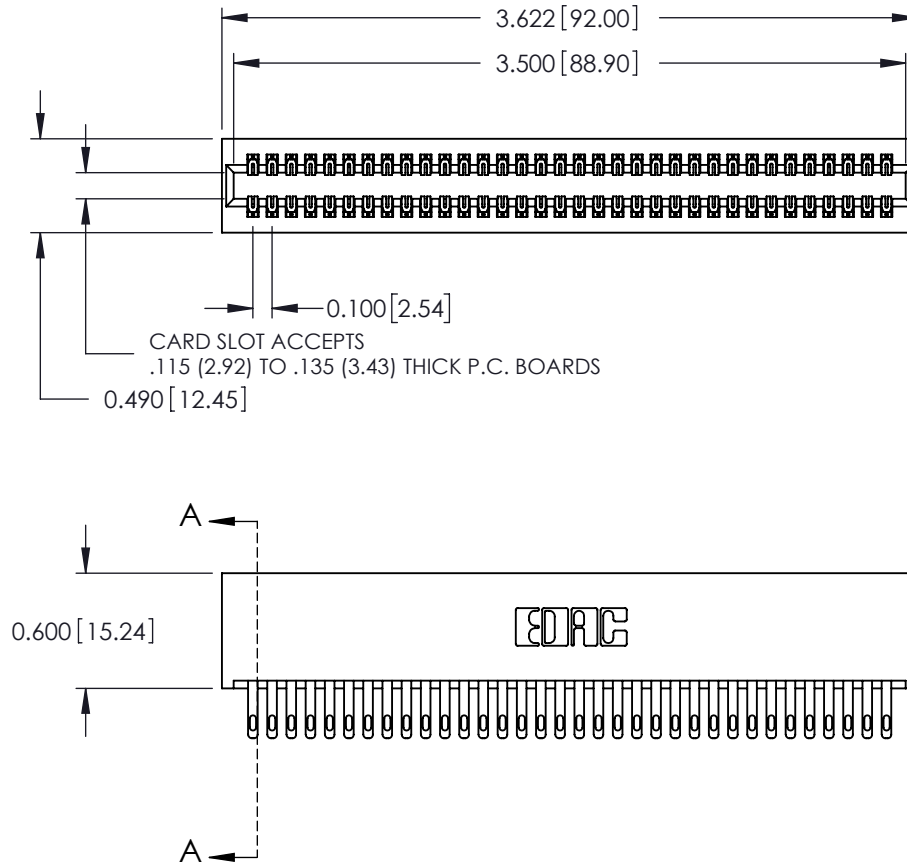 3.622 [92.00]
3.500 [88.90]
0.100 [2.54]
CARD SLOT ACCEPTS
.115 (2.92) TO .135 (3.43) THICK P.C. BOARDS
0.490 [12.45]
A
0.600 [15.24]
EDAC
A